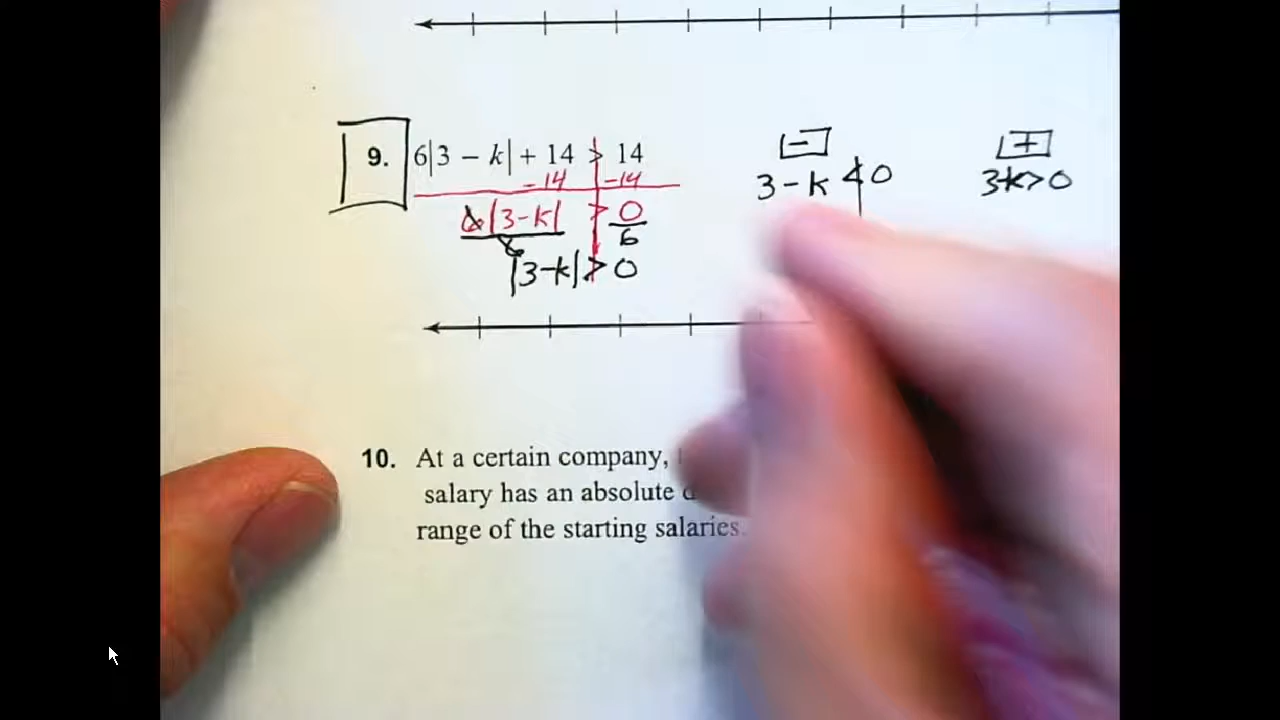 9. 6|3 − k| + 14 > 14
−14 −14
6|3−k| > 0
6 6
|3−k| > 0
−
3−k < 0
+
3−k > 0
10. At a certain company,
salary has an absolute
range of the starting salaries.